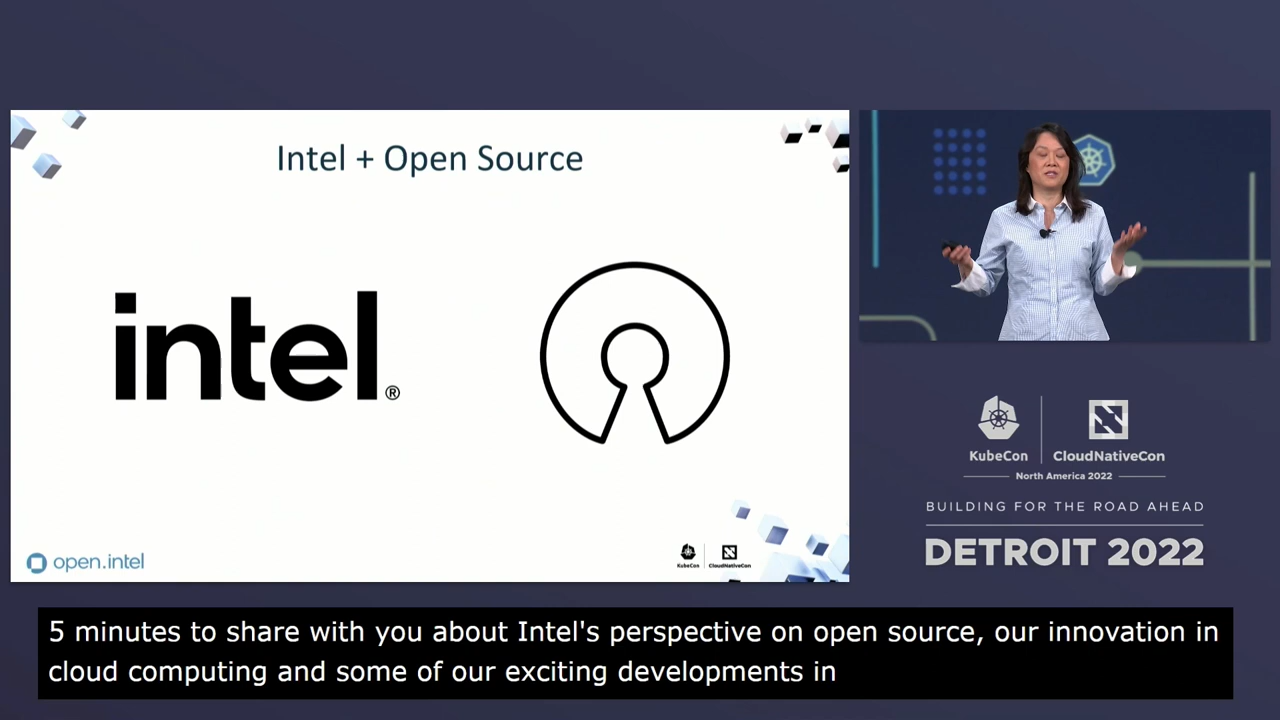 Intel + Open Source
intel®
open.intel
KubeCon
CloudNativeCon
KubeCon
CloudNativeCon
North America 2022
BUILDING FOR THE ROAD AHEAD
DETROIT 2022
5 minutes to share with you about Intel's perspective on open source, our innovation in
cloud computing and some of our exciting developments in